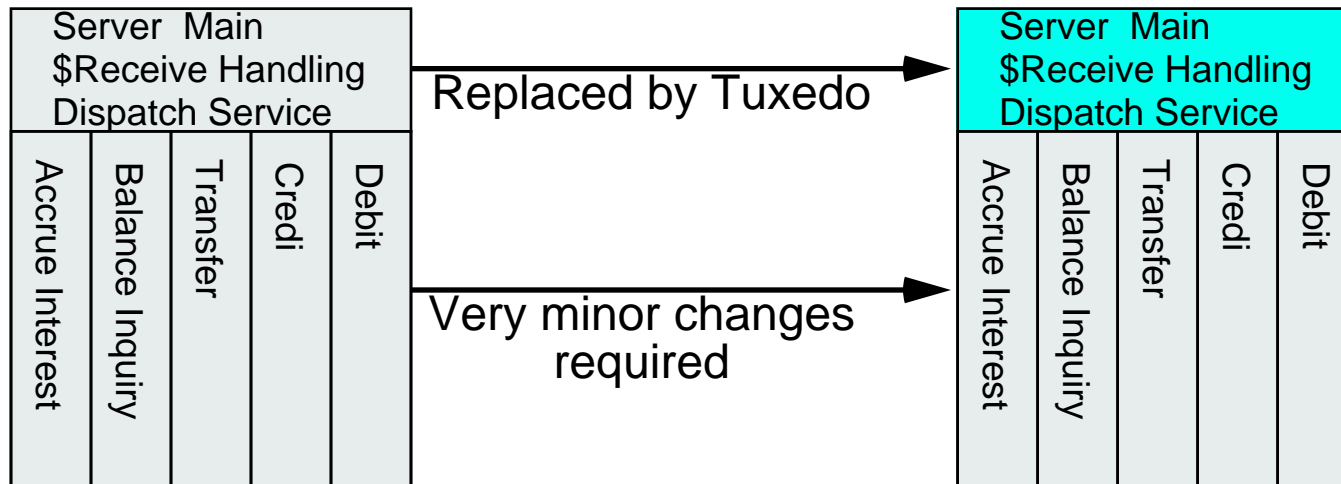 Server Main
$Receive Handling
Dispatch Service
Accrue Interest
Balance Inquiry
Transfer
Credi
Debit
Replaced by Tuxedo
Very minor changes
required
Server Main
$Receive Handling
Dispatch Service
Accrue Interest
Balance Inquiry
Transfer
Credi
Debit